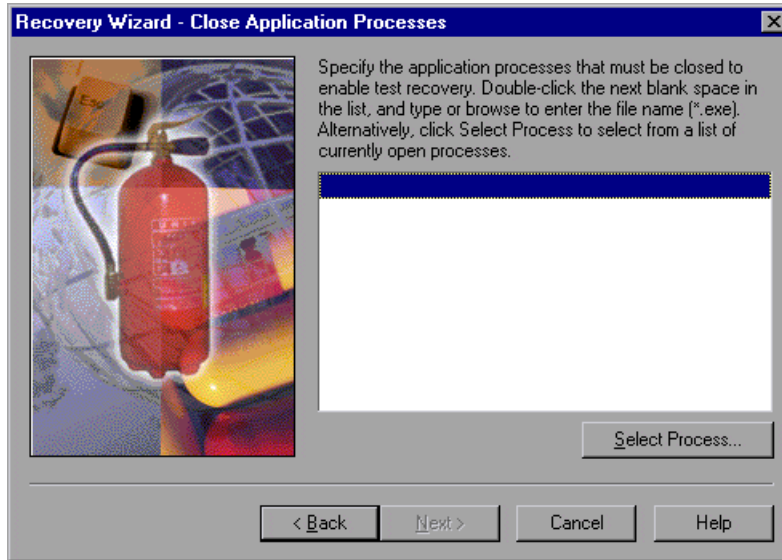 Recovery Wizard - Close Application Processes
Specify the application processes that must be closed to
enable test recovery. Double-click the next blank space in
the list, and type or browse to enter the file name (*.exe).
Alternatively, click Select Process to select from a list of
currently open processes.
Esc
Select Process...
< Back
Next >
Cancel
Help